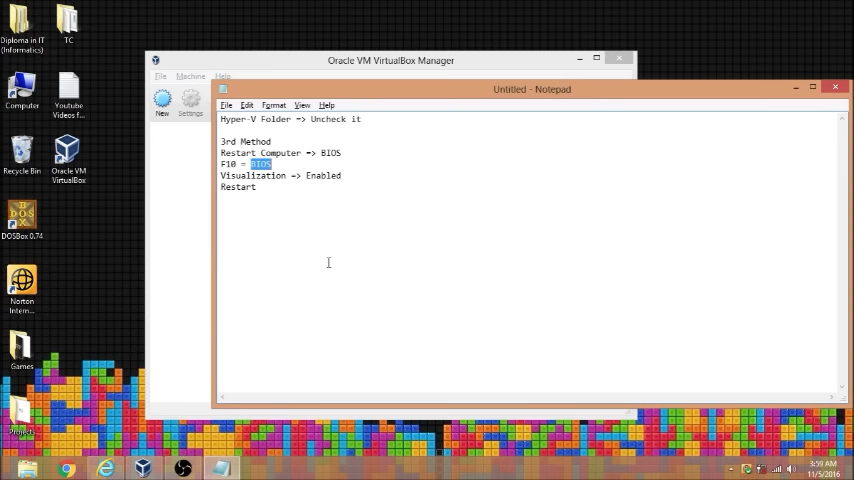 Diploma in IT
(Informatics)
TC
Computer
Youtube
Videos f...
Recycle Bin
Oracle VM
VirtualBox
DOSBox 0.74
Norton
Intern...
Games
Projects
Oracle VM VirtualBox Manager
File Machine Help
New
Settings
Untitled - Notepad
File Edit Format View Help
Hyper-V Folder => Uncheck it
3rd Method
Restart Computer => BIOS
F10 = BIOS
Visualization => Enabled
Restart
3:59 AM
11/5/2016